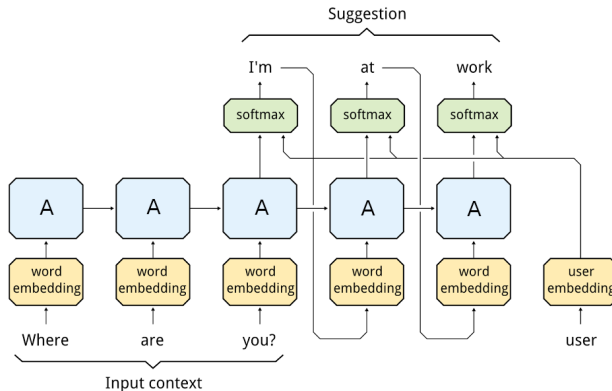 Suggestion
I'm at work
softmax softmax softmax
A A A A A
word embedding word embedding word embedding word embedding word embedding user embedding
Where are you? user
Input context